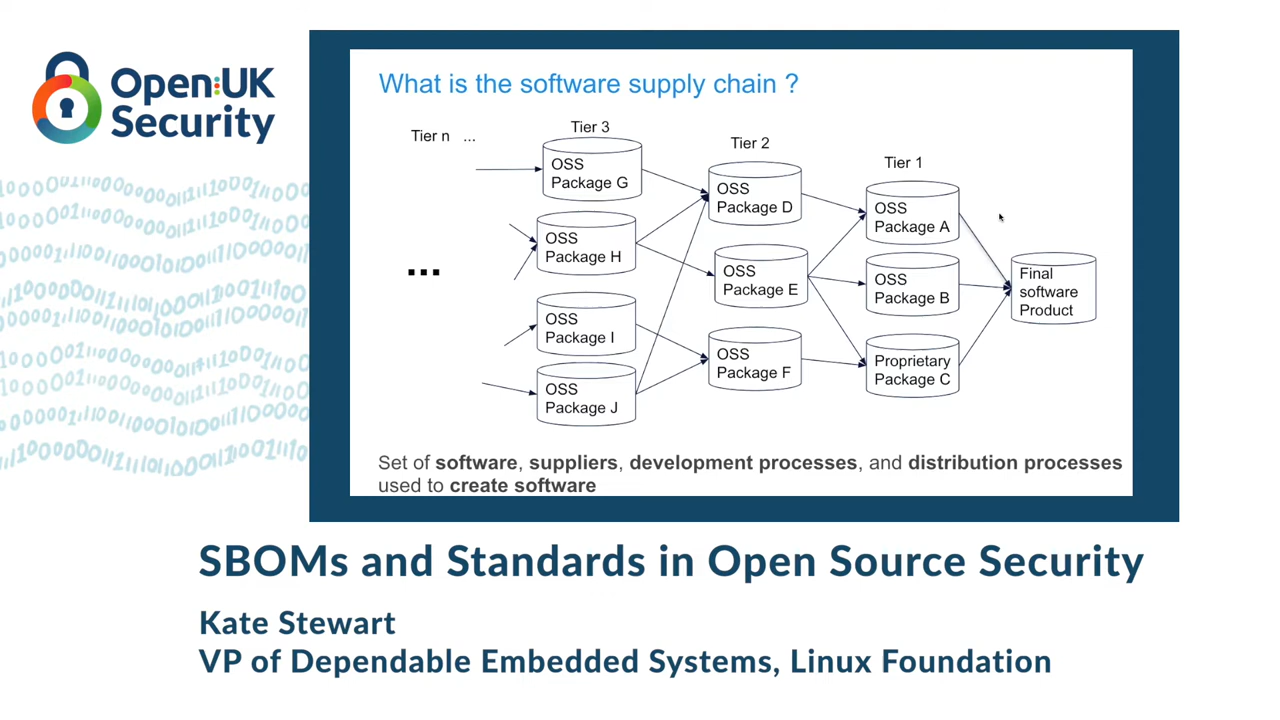 Open:UK
Security
What is the software supply chain ?
Tier n ...
Tier 3
Tier 2
Tier 1
OSS
Package G
OSS
Package H
OSS
Package I
OSS
Package J
OSS
Package D
OSS
Package E
OSS
Package F
OSS
Package A
OSS
Package B
Proprietary
Package C
Final
software
Product
...
Set of software, suppliers, development processes, and distribution processes
used to create software
SBOMs and Standards in Open Source Security
Kate Stewart
VP of Dependable Embedded Systems, Linux Foundation